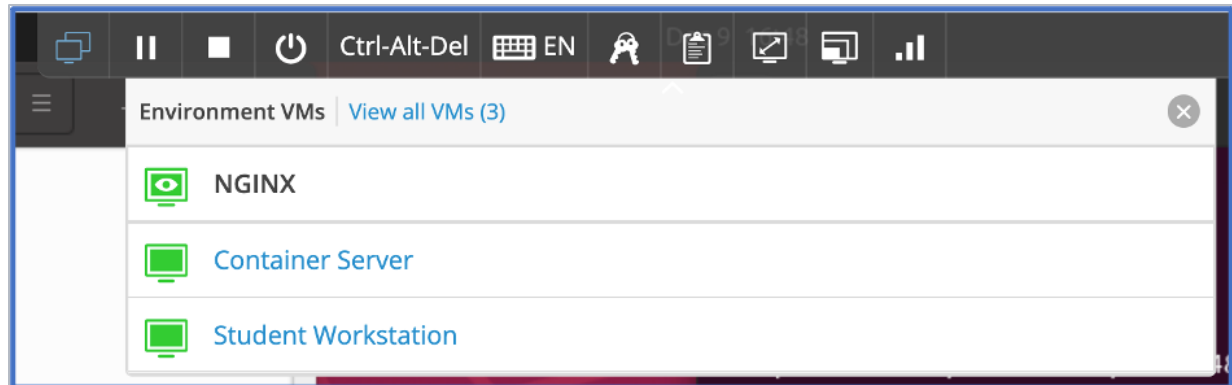 Ctrl-Alt-Del EN
Environment VMs View all VMs (3)
NGINX
Container Server
Student Workstation